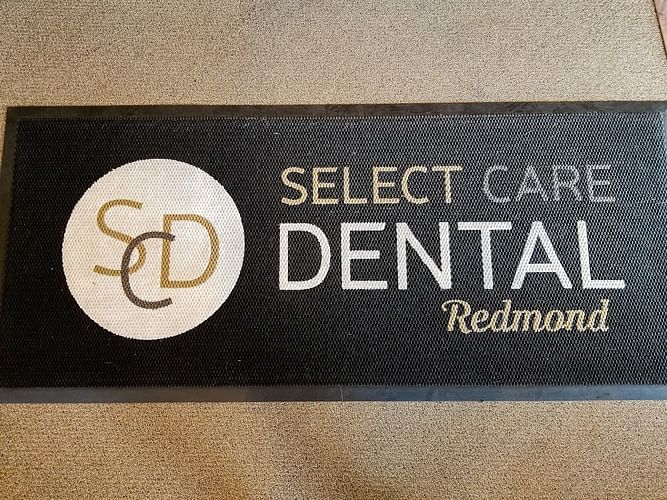 SCD
SELECT CARE
DENTAL
Redmond